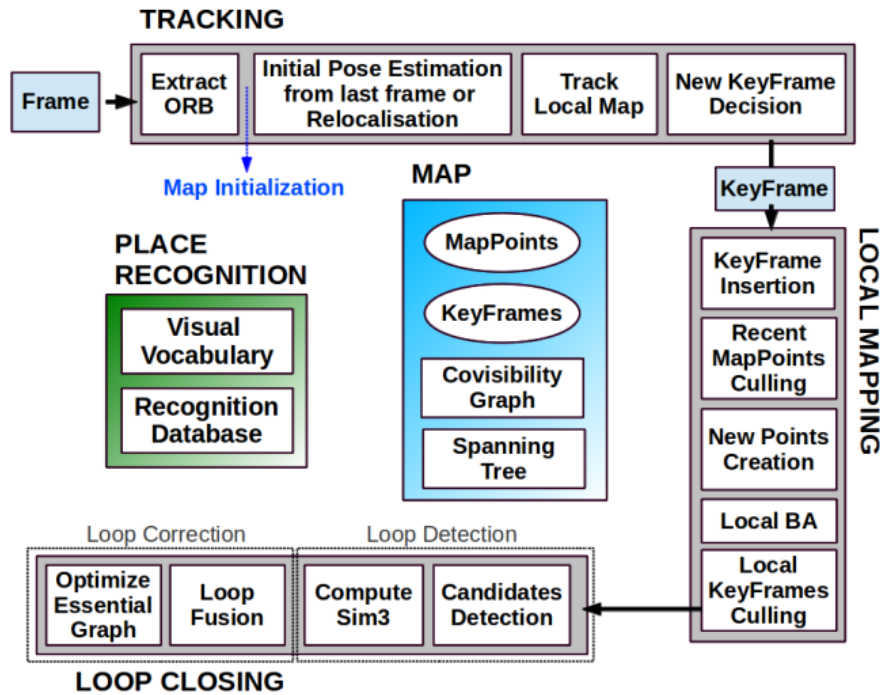 TRACKING
Frame
Extract
ORB
Initial Pose Estimation
from last frame or
Relocalisation
Track
Local Map
New KeyFrame
Decision
Map Initialization
MAP
KeyFrame
PLACE
RECOGNITION
Visual
Vocabulary
Recognition
Database
MapPoints
KeyFrames
Covisibility
Graph
Spanning
Tree
LOCAL MAPPING
KeyFrame
Insertion
Recent
MapPoints
Culling
New Points
Creation
Local BA
Local
KeyFrames
Culling
Loop Correction
Loop Detection
Optimize
Essential
Graph
Loop
Fusion
Compute
Sim3
Candidates
Detection
LOOP CLOSING